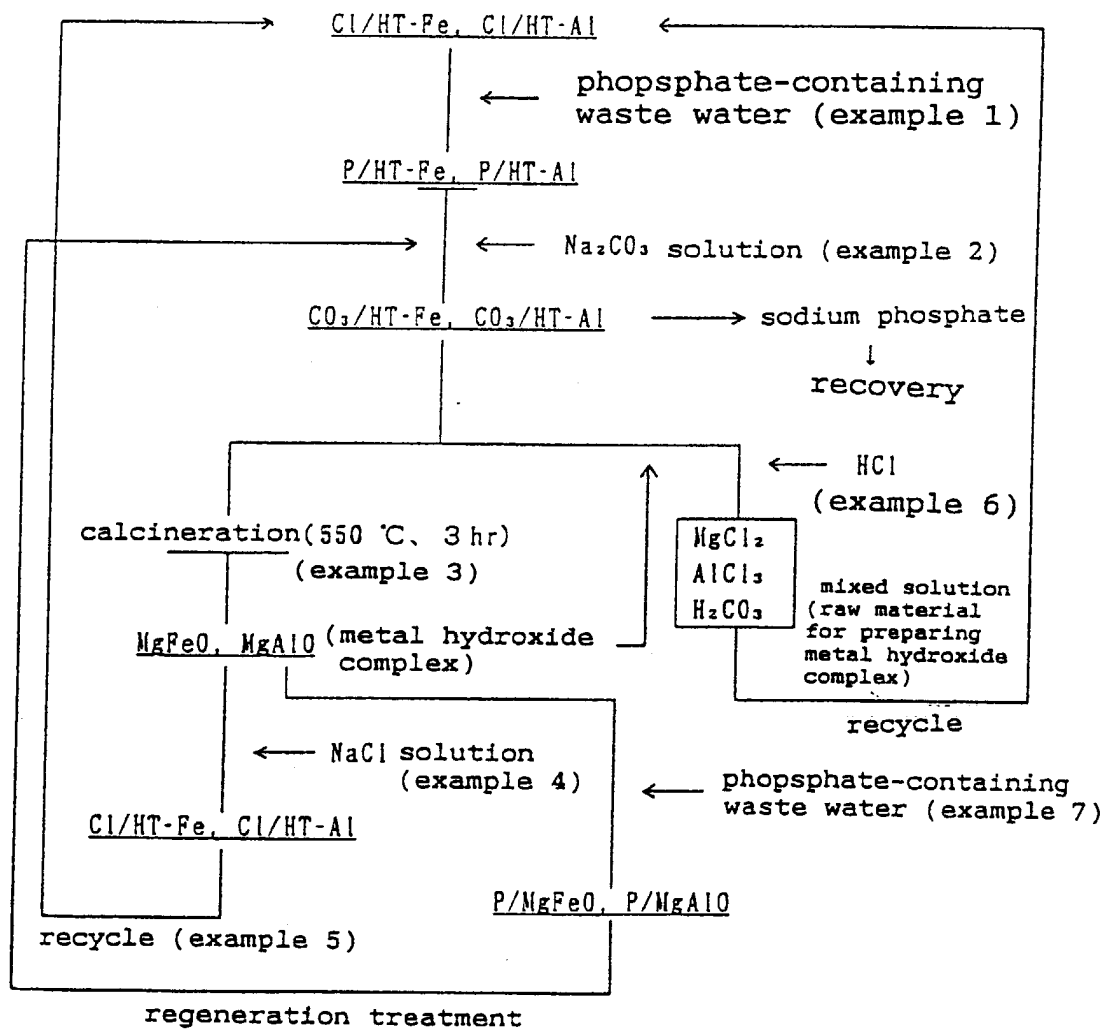 Cl/HT-Fe, Cl/HT-Al
phopsphate-containing
waste water (example 1)
P/HT-Fe, P/HT-Al
Na₂CO₃ solution (example 2)
CO₃/HT-Fe, CO₃/HT-Al
sodium phosphate
recovery
HCl
(example 6)
calcineration(550 ℃、3 hr)
(example 3)
MgCl₂
AlCl₃
H₂CO₃
mixed solution
(raw material
for preparing
metal hydroxide
complex)
MgFeO, MgAlO (metal hydroxide
complex)
recycle
NaCl solution
(example 4)
phopsphate-containing
waste water (example 7)
Cl/HT-Fe, Cl/HT-Al
P/MgFeO, P/MgAlO
recycle (example 5)
regeneration treatment